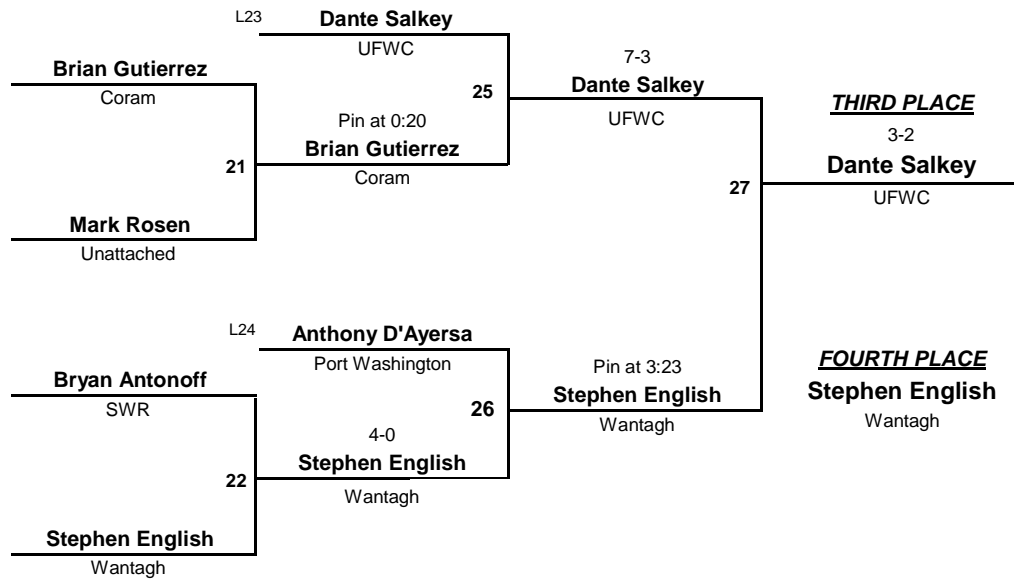 L23
Dante Salkey
UFWC
Brian Gutierrez
Coram
25
7-3
Dante Salkey
UFWC
THIRD PLACE
3-2
Dante Salkey
UFWC
Pin at 0:20
Brian Gutierrez
Coram
21
27
Mark Rosen
Unattached
L24
Anthony D'Ayersa
Port Washington
Bryan Antonoff
SWR
26
Pin at 3:23
Stephen English
Wantagh
FOURTH PLACE
Stephen English
Wantagh
4-0
Stephen English
Wantagh
22
Stephen English
Wantagh